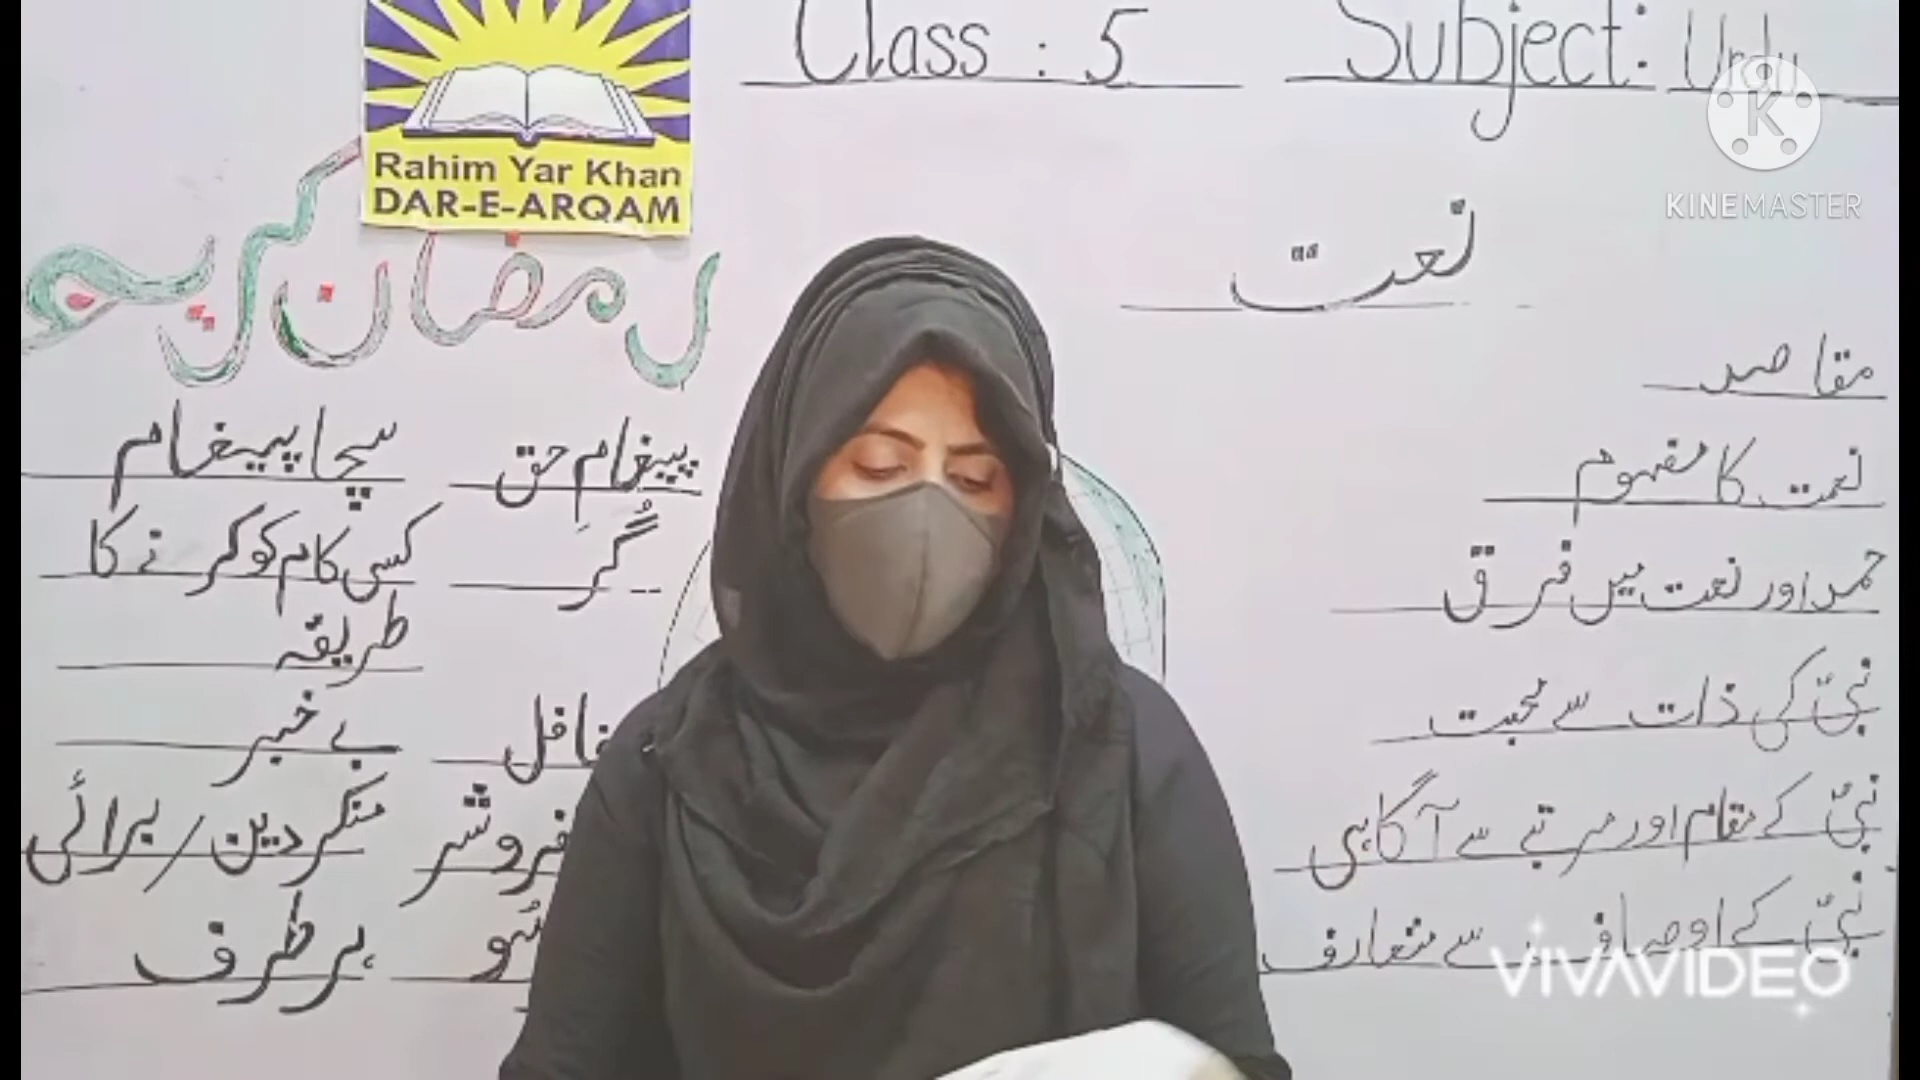 Class : 5 Subject: Urdu
Rahim Yar Khan
DAR-E-ARQAM
KINEMASTER
نعت
مقاصد
نعت کا مفہوم
حمد اور نعت میں فرق
نبیؐ کی ذات سے محبت
نبیؐ کے مقام اور مرتبے سے آگاہی
نبیؐ کے اوصاف سے متعارف
رمضان کریم
پیغامِ حق سچا پیغام
گُر کسی کام کو کرنے کا
طریقہ
غافل بے خبر
منکر دین / برائی
ہر طرف
VIVAVIDEO